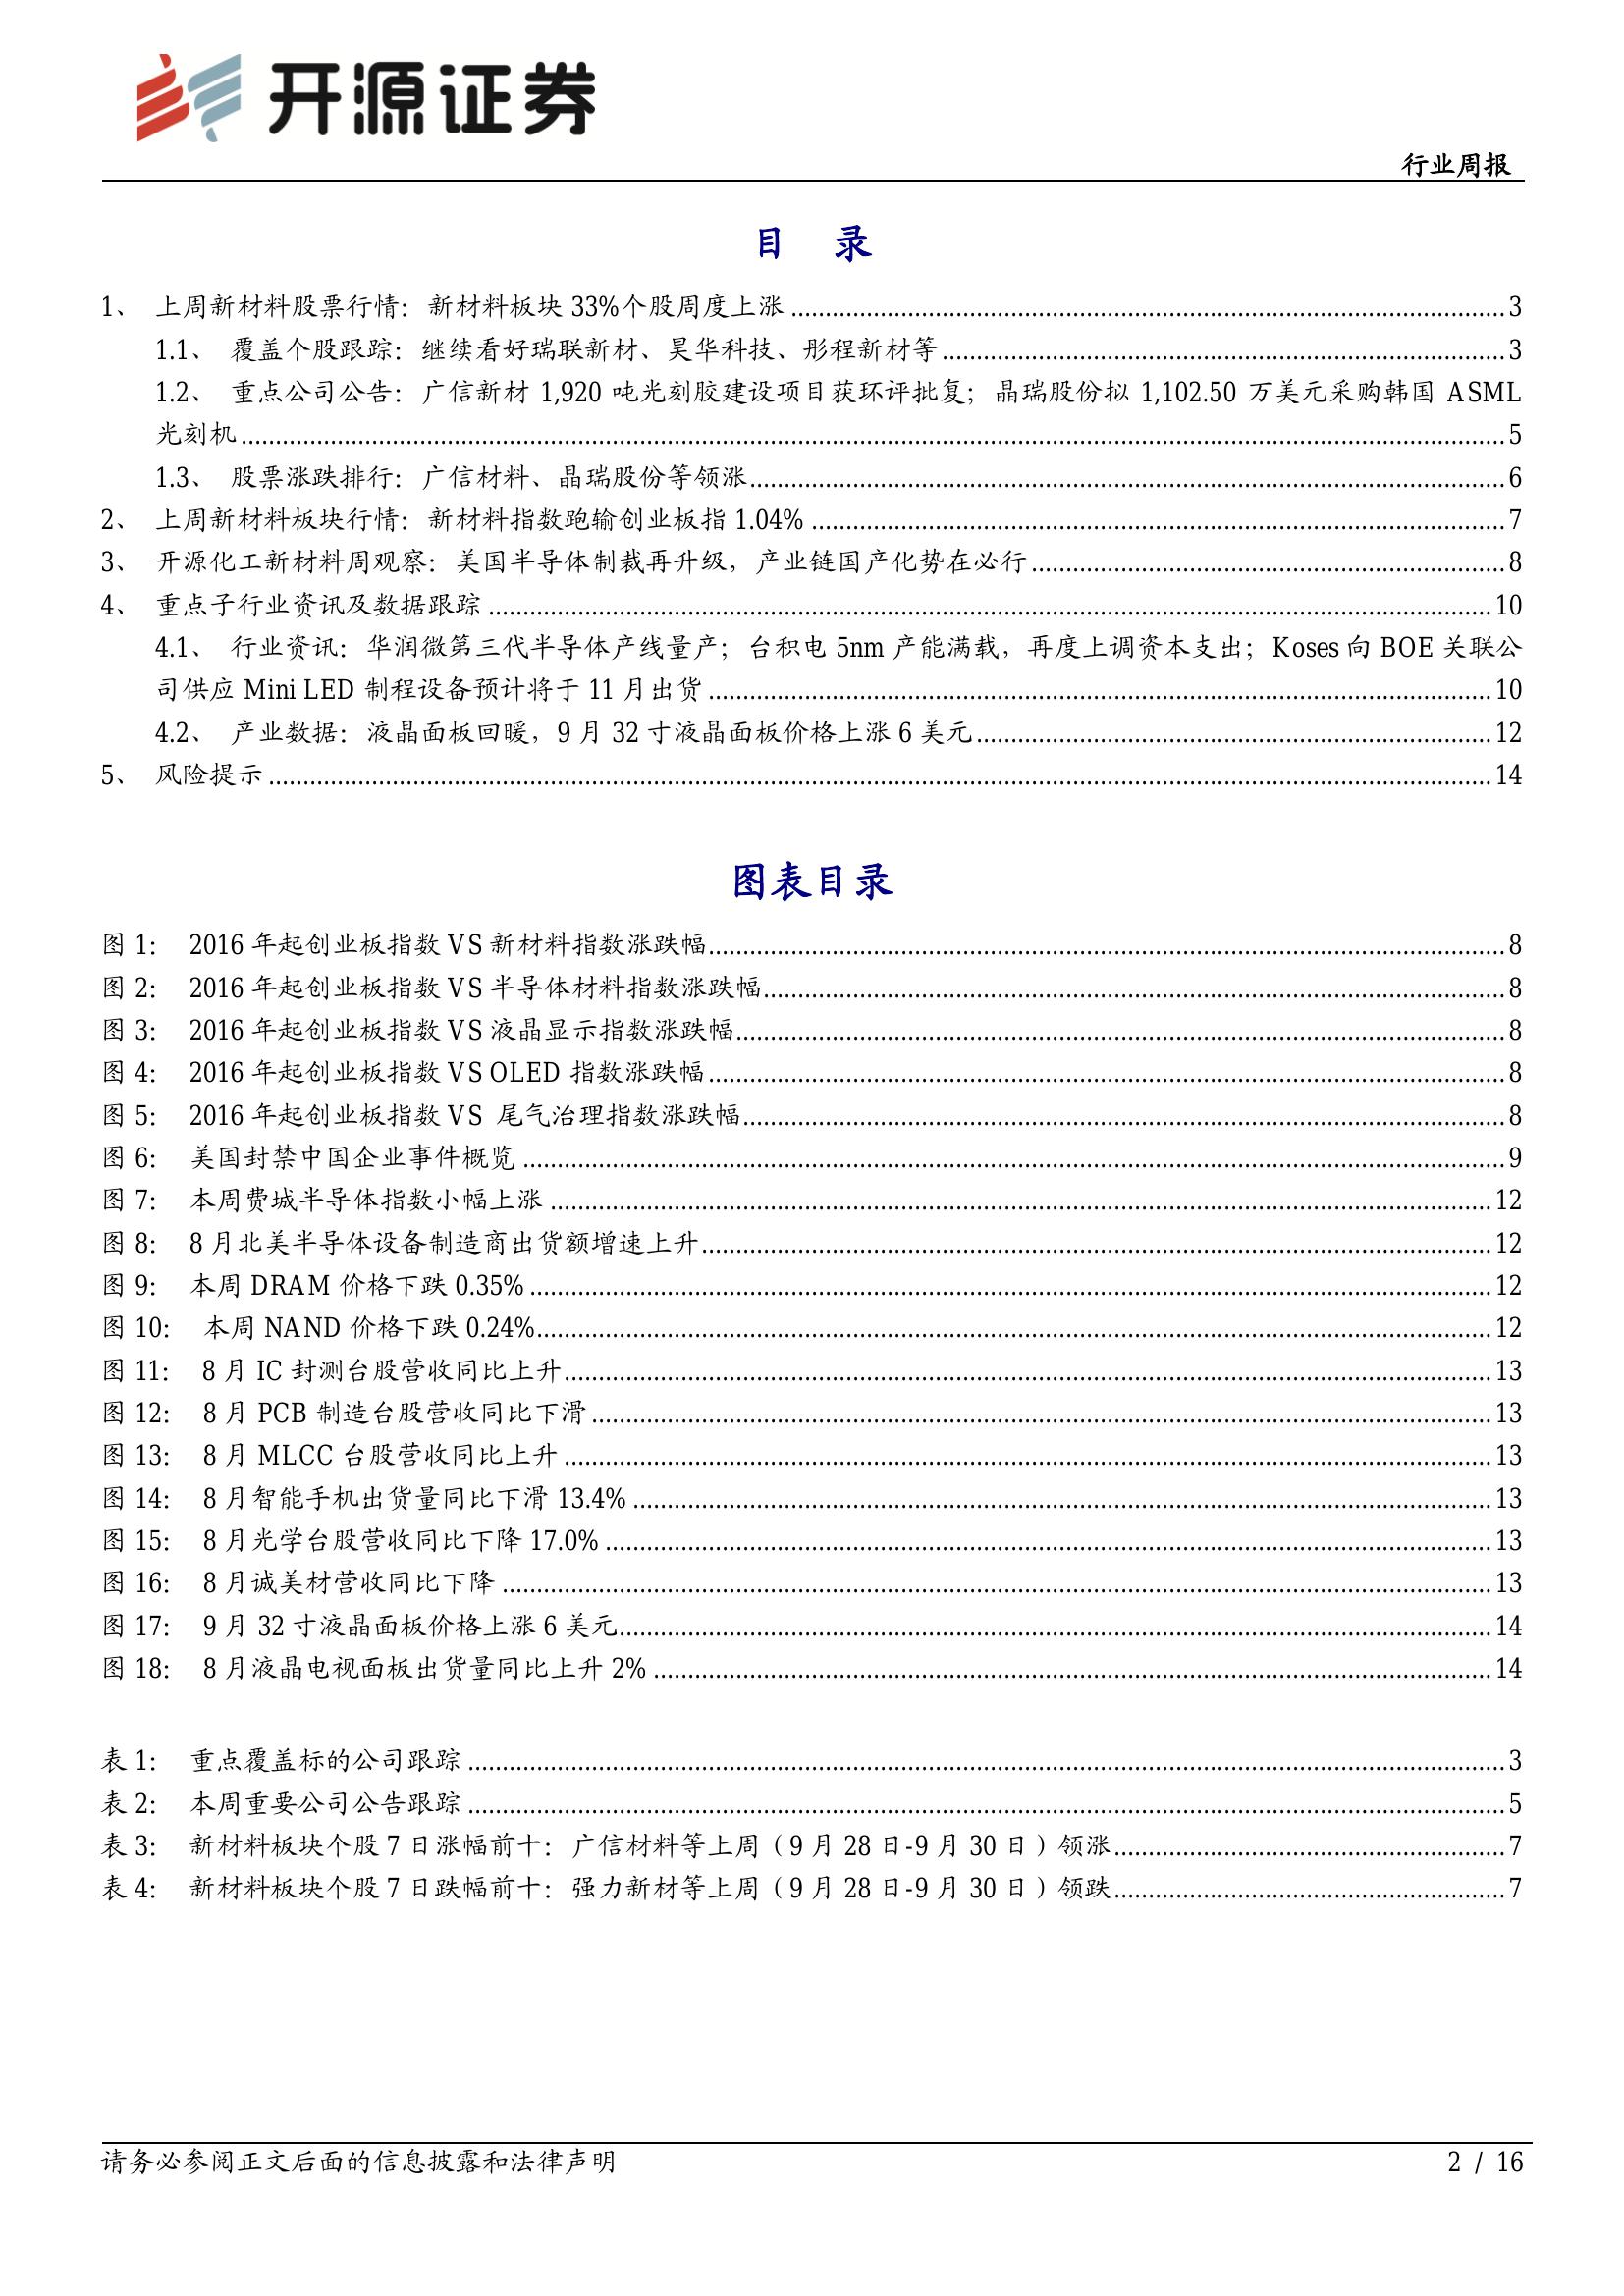 开源证券
行业周报
目 录
1、 上周新材料股票行情：新材料板块 33%个股周度上涨 ........ 3
1.1、 覆盖个股跟踪：继续看好瑞联新材、昊华科技、彤程新材等 ........ 3
1.2、 重点公司公告：广信新材 1,920 吨光刻胶建设项目获环评批复；晶瑞股份拟 1,102.50 万美元采购韩国 ASML
光刻机 ........ 5
1.3、 股票涨跌排行：广信材料、晶瑞股份等领涨 ........ 6
2、 上周新材料板块行情：新材料指数跑输创业板指 1.04% ........ 7
3、 开源化工新材料周观察：美国半导体制裁再升级，产业链国产化势在必行 ........ 8
4、 重点子行业资讯及数据跟踪 ........ 10
4.1、 行业资讯：华润微第三代半导体产线量产；台积电 5nm 产能满载，再度上调资本支出；Koses 向 BOE 关联公
司供应 Mini LED 制程设备预计将于 11 月出货 ........ 10
4.2、 产业数据：液晶面板回暖，9 月 32 寸液晶面板价格上涨 6 美元 ........ 12
5、 风险提示 ........ 14
图表目录
图 1： 2016 年起创业板指数 VS 新材料指数涨跌幅 ........ 8
图 2： 2016 年起创业板指数 VS 半导体材料指数涨跌幅 ........ 8
图 3： 2016 年起创业板指数 VS 液晶显示指数涨跌幅 ........ 8
图 4： 2016 年起创业板指数 VS OLED 指数涨跌幅 ........ 8
图 5： 2016 年起创业板指数 VS 尾气治理指数涨跌幅 ........ 8
图 6： 美国封禁中国企业事件概览 ........ 9
图 7： 本周费城半导体指数小幅上涨 ........ 12
图 8： 8 月北美半导体设备制造商出货额增速上升 ........ 12
图 9： 本周 DRAM 价格下跌 0.35% ........ 12
图 10： 本周 NAND 价格下跌 0.24% ........ 12
图 11： 8 月 IC 封测台股营收同比上升 ........ 13
图 12： 8 月 PCB 制造台股营收同比下滑 ........ 13
图 13： 8 月 MLCC 台股营收同比上升 ........ 13
图 14： 8 月智能手机出货量同比下滑 13.4% ........ 13
图 15： 8 月光学台股营收同比下降 17.0% ........ 13
图 16： 8 月诚美材营收同比下降 ........ 13
图 17： 9 月 32 寸液晶面板价格上涨 6 美元 ........ 14
图 18： 8 月液晶电视面板出货量同比上升 2% ........ 14
表 1： 重点覆盖标的公司跟踪 ........ 3
表 2： 本周重要公司公告跟踪 ........ 5
表 3： 新材料板块个股 7 日涨幅前十：广信材料等上周（9 月 28 日-9 月 30 日）领涨 ........ 7
表 4： 新材料板块个股 7 日跌幅前十：强力新材等上周（9 月 28 日-9 月 30 日）领跌 ........ 7
请务必参阅正文后面的信息披露和法律声明
2 / 16